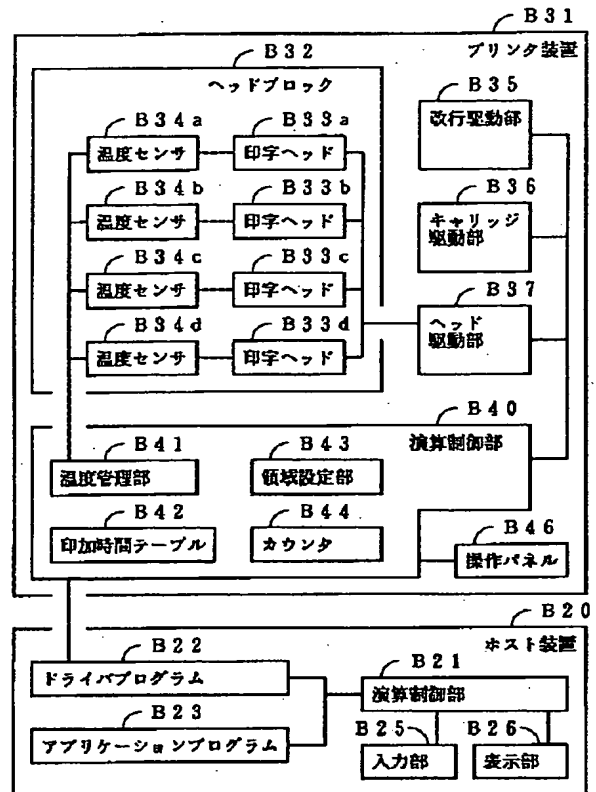 B31
プリンタ装置
B32
ヘッドブロック
B34a
温度センサ
B33a
印字ヘッド
B34b
温度センサ
B33b
印字ヘッド
B34c
温度センサ
B33c
印字ヘッド
B34d
温度センサ
B33d
印字ヘッド
B35
改行駆動部
B36
キャリッジ
駆動部
B37
ヘッド
駆動部
B40
演算制御部
B41
温度管理部
B43
領域設定部
B42
印加時間テーブル
B44
カウンタ
B46
操作パネル
B20
ホスト装置
B22
ドライバプログラム
B21
演算制御部
B23
アプリケーションプログラム
B25
入力部
B26
表示部